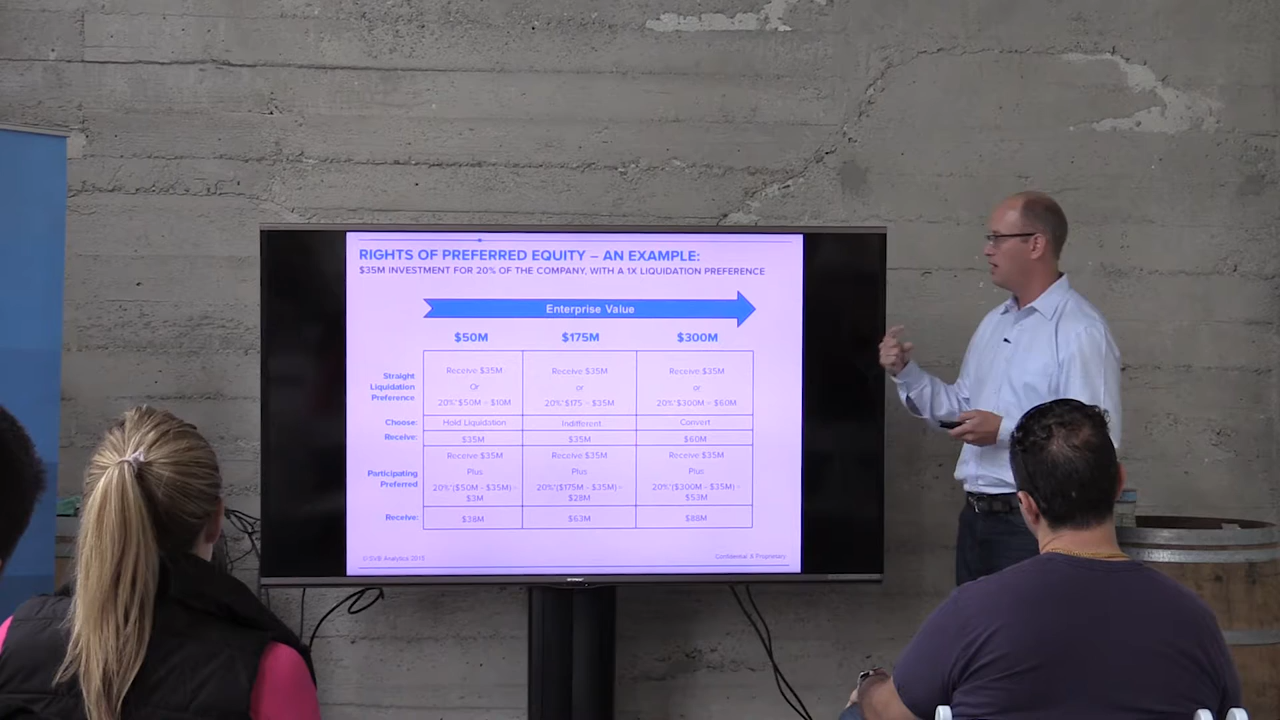 RIGHTS OF PREFERRED EQUITY – AN EXAMPLE:
$35M INVESTMENT FOR 20% OF THE COMPANY, WITH A 1X LIQUIDATION PREFERENCE
Enterprise Value
$50M $175M $300M
Straight Liquidation Preference
Receive $35M Receive $35M Receive $35M
Or or or
20%*$50M = $10M 20%*$175 = $35M 20%*$300M = $60M
Choose: Hold Liquidation Indifferent Convert
Receive: $35M $35M $60M
Participating Preferred
Receive $35M Receive $35M Receive $35M
Plus Plus Plus
20%*($50M - $35M) = 20%*($175M - $35M) = 20%*($300M - $35M) =
$3M $28M $53M
Receive: $38M $63M $88M
© SVB Analytics 2015 Confidential & Proprietary